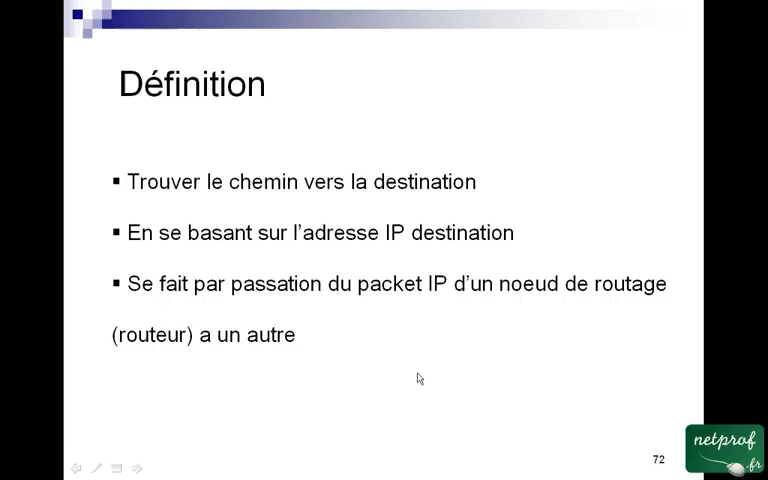 Définition
▪ Trouver le chemin vers la destination
▪ En se basant sur l’adresse IP destination
▪ Se fait par passation du packet IP d’un noeud de routage
(routeur) a un autre
72
netprof
.fr